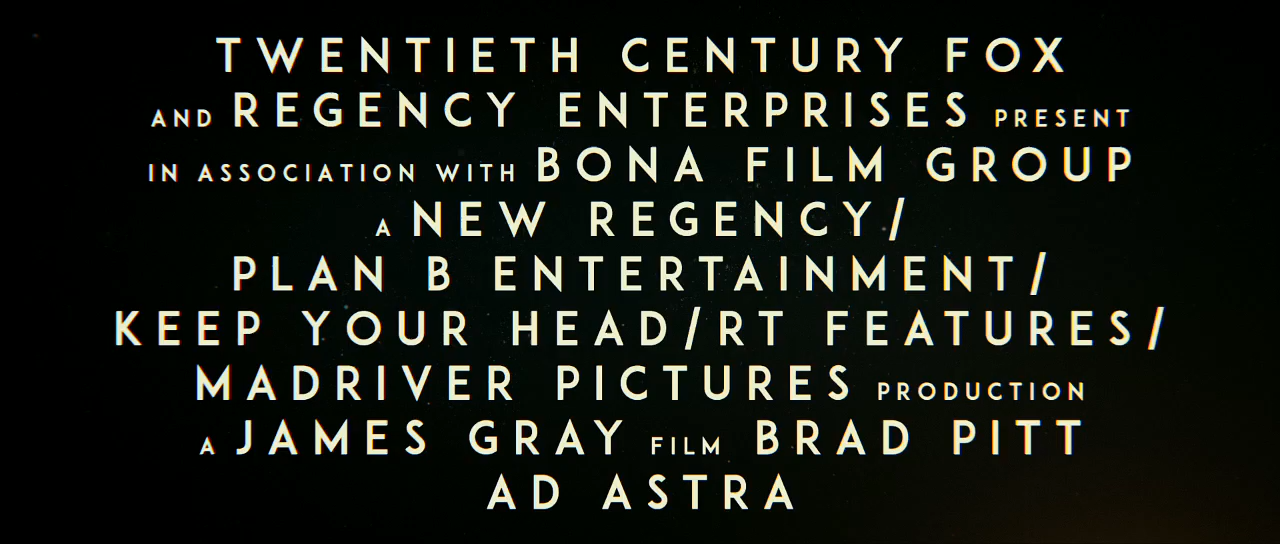 TWENTIETH CENTURY FOX
AND REGENCY ENTERPRISES PRESENT
IN ASSOCIATION WITH BONA FILM GROUP
A NEW REGENCY/
PLAN B ENTERTAINMENT/
KEEP YOUR HEAD/RT FEATURES/
MADRIVER PICTURES PRODUCTION
A JAMES GRAY FILM BRAD PITT
AD ASTRA